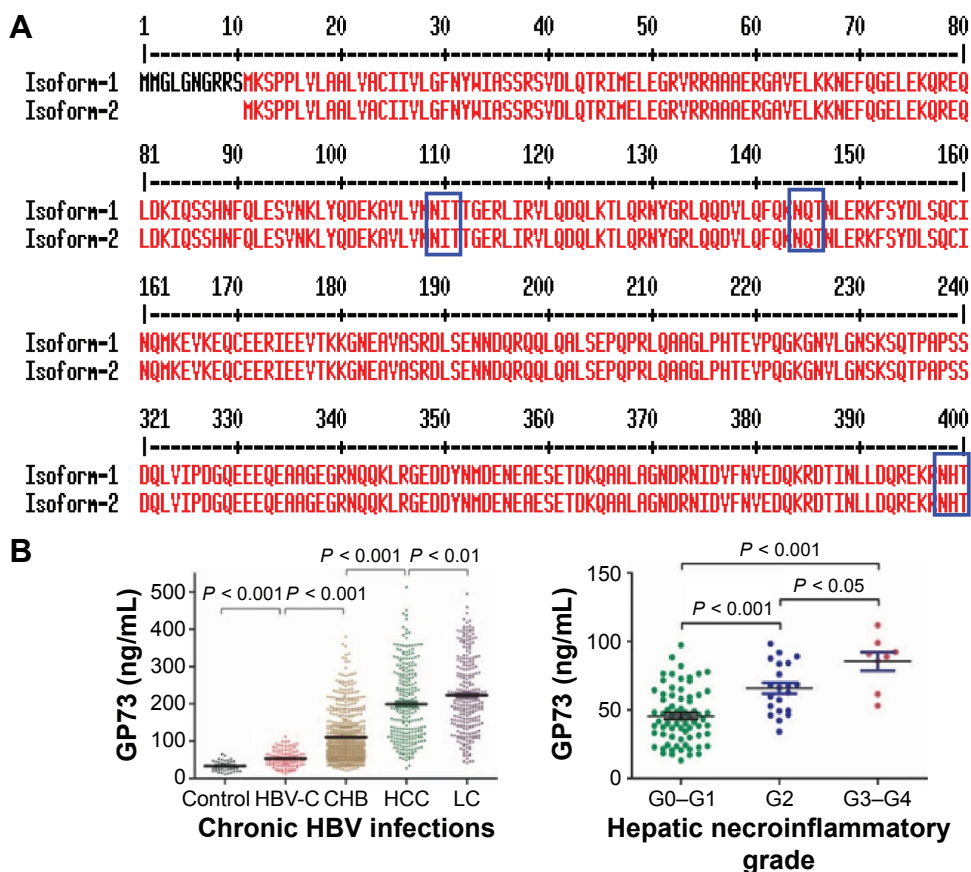 A
1 10 20 30 40 50 60 70 80
Isoform-1 MMGLGNGRRSMKSPPLVLAALVACIIVLGFNYWIASSRSVDLQTRIMELEGRVRRAAAERGAVELKKNEFQGELEKQREQ
Isoform-2 MKSPPLVLAALVACIIVLGFNYWIASSRSVDLQTRIMELEGRVRRAAAERGAVELKKNEFQGELEKQREQ
81 90 100 110 120 130 140 150 160
Isoform-1 LDKIQSSHNFQLESVNKLYQDEKAVLVNNITTGERLIRVLQDQLKTLQRNYGRLQQDVLQFQKNQTNLERKFSYDLSQCI
Isoform-2 LDKIQSSHNFQLESVNKLYQDEKAVLVNNITTGERLIRVLQDQLKTLQRNYGRLQQDVLQFQKNQTNLERKFSYDLSQCI
161 170 180 190 200 210 220 230 240
Isoform-1 NQMKEVKEQCEERIEEVTKKGNEAVASRDLSENNDQRQQLQALSEPQPRLQAAGLPHTEVPQGKGNVLGNSKSQTPAPSS
Isoform-2 NQMKEVKEQCEERIEEVTKKGNEAVASRDLSENNDQRQQLQALSEPQPRLQAAGLPHTEVPQGKGNVLGNSKSQTPAPSS
321 330 340 350 360 370 380 390 400
Isoform-1 DQLVIPDGQEEEQEAAGEGRNQQKLRGEDDYNMDENEAESETDKQAALAGNDRNIDVFNVEDQKRDTINLLDQREKRNHT
Isoform-2 DQLVIPDGQEEEQEAAGEGRNQQKLRGEDDYNMDENEAESETDKQAALAGNDRNIDVFNVEDQKRDTINLLDQREKRNHT
B
P < 0.001 P < 0.01
P < 0.001 P < 0.001
GP73 (ng/mL)
500
400
300
200
100
0
Control HBV-C CHB HCC LC
Chronic HBV infections
P < 0.001
P < 0.05
P < 0.001
GP73 (ng/mL)
150
100
50
0
G0–G1 G2 G3–G4
Hepatic necroinflammatory
grade